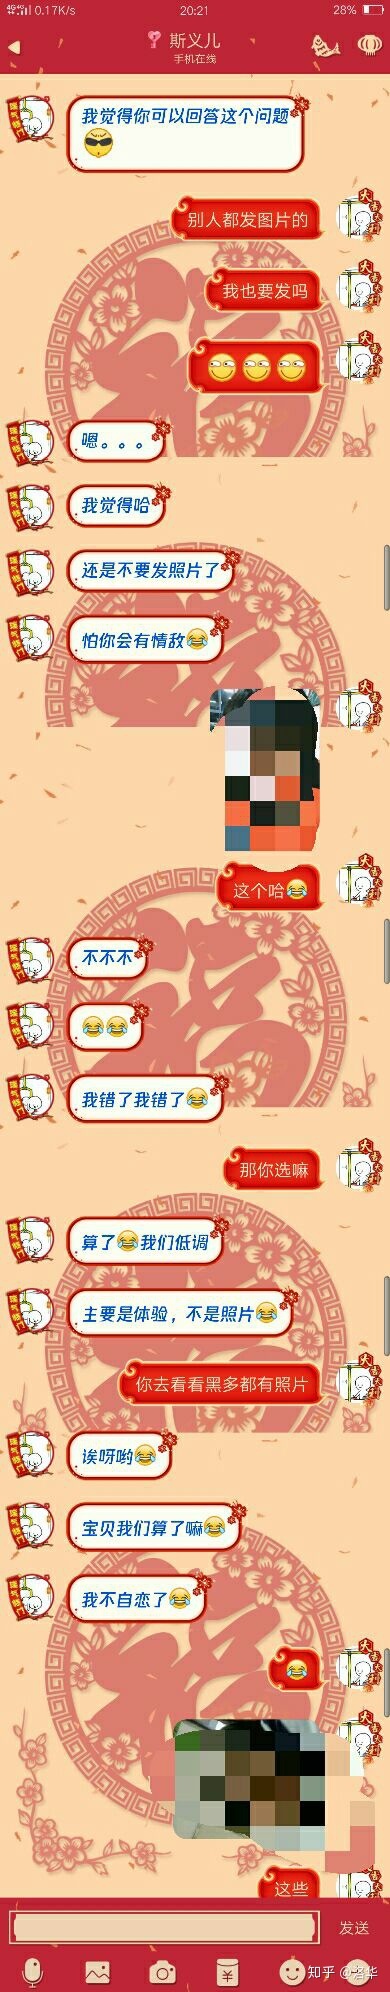 4G 0.17K/s 20:21 28%
斯义儿
手机在线
我觉得你可以回答这个问题
别人都发图片的
我也要发吗
嗯。。。
我觉得哈
还是不要发照片了
怕你会有情敌😂
这个哈😂
不不不
😂😂
我错了我错了😂
那你选嘛
算了😂我们低调
主要是体验，不是照片😂
你去看看黑多都有照片
诶呀哟😂
宝贝我们算了嘛😂
我不自恋了😂
😂
这些
发送